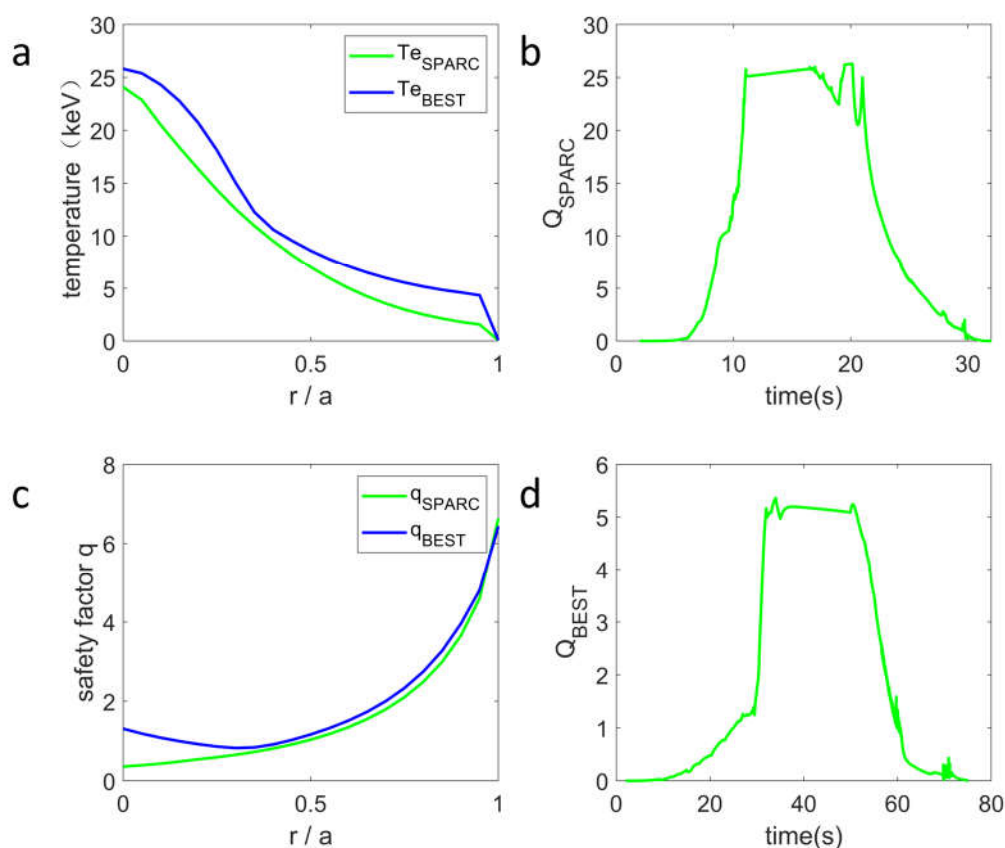 a
temperature（keV）
30
25
20
15
10
5
0
0
0.5
1
r / a
Te_SPARC
Te_BEST
b
Q_SPARC
30
25
20
15
10
5
0
10
20
30
time(s)
c
safety factor q
8
6
4
2
0
0
0.5
1
r / a
q_SPARC
q_BEST
d
Q_BEST
6
5
4
3
2
1
0
0
20
40
60
80
time(s)